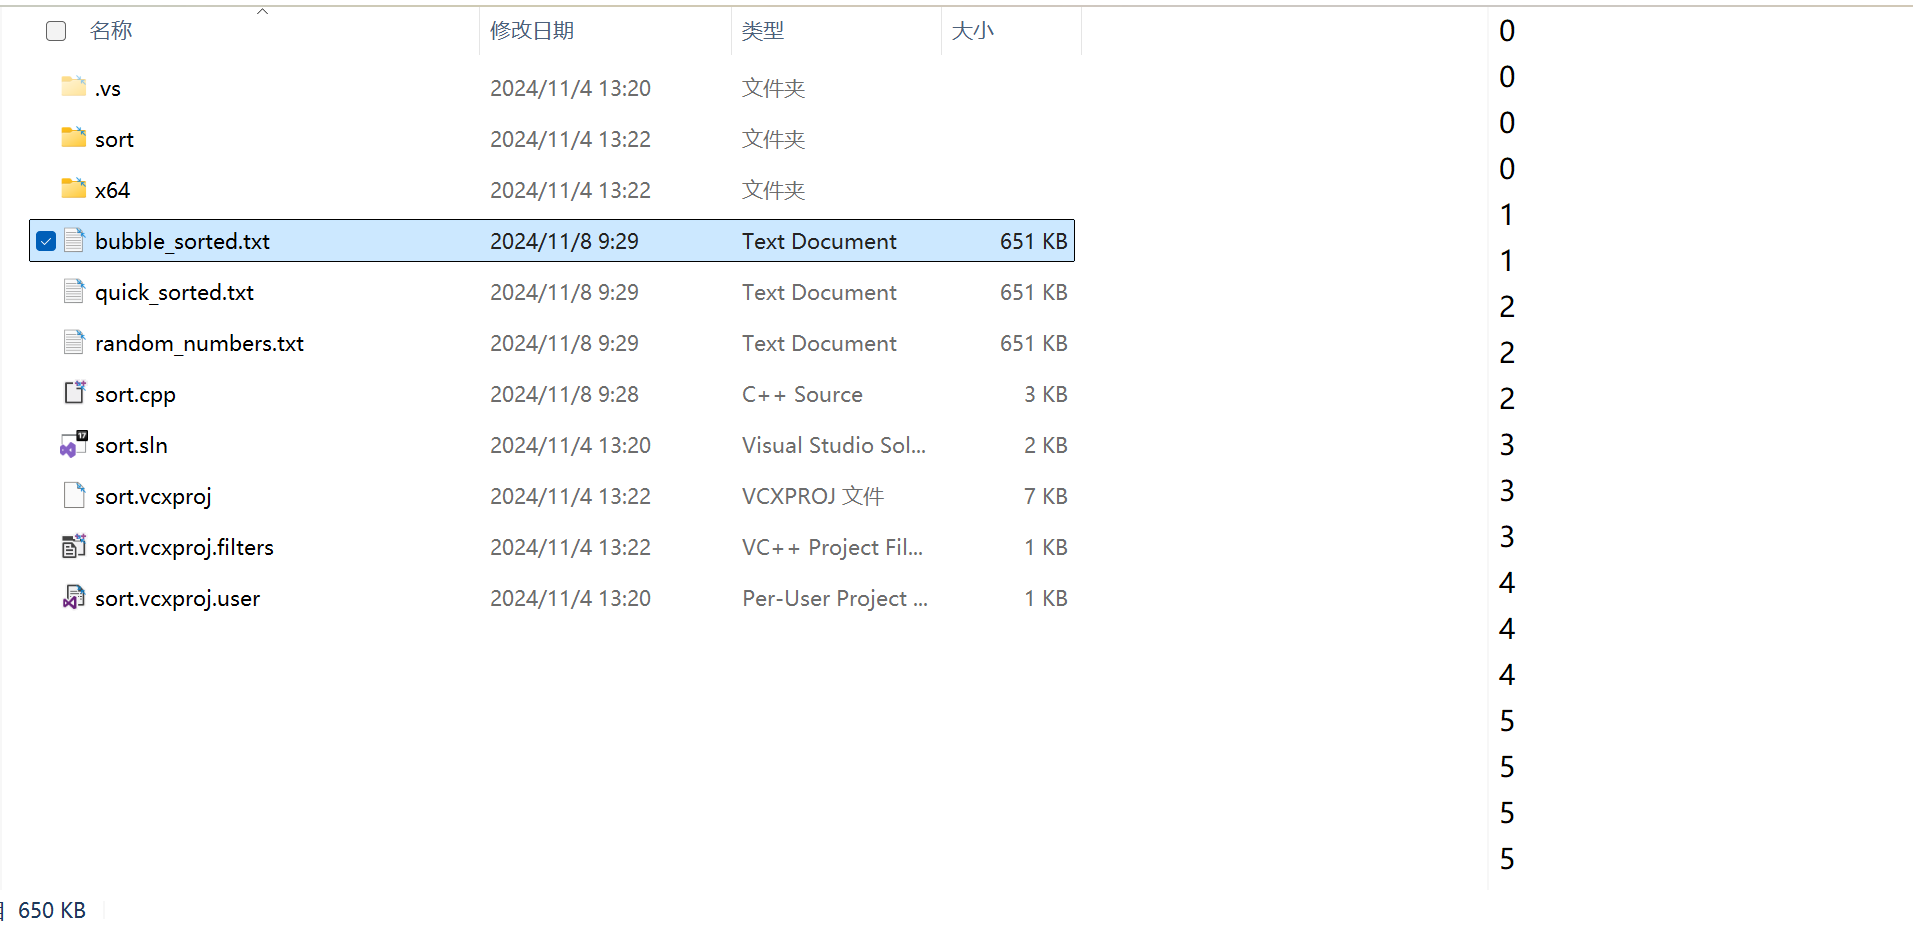 名称 修改日期 类型 大小
.vs 2024/11/4 13:20 文件夹
sort 2024/11/4 13:22 文件夹
x64 2024/11/4 13:22 文件夹
bubble_sorted.txt 2024/11/8 9:29 Text Document 651 KB
quick_sorted.txt 2024/11/8 9:29 Text Document 651 KB
random_numbers.txt 2024/11/8 9:29 Text Document 651 KB
sort.cpp 2024/11/8 9:28 C++ Source 3 KB
sort.sln 2024/11/4 13:20 Visual Studio Sol... 2 KB
sort.vcxproj 2024/11/4 13:22 VCXPROJ 文件 7 KB
sort.vcxproj.filters 2024/11/4 13:22 VC++ Project Fil... 1 KB
sort.vcxproj.user 2024/11/4 13:20 Per-User Project ... 1 KB
650 KB
0
0
0
0
1
1
2
2
2
3
3
3
4
4
4
5
5
5
5